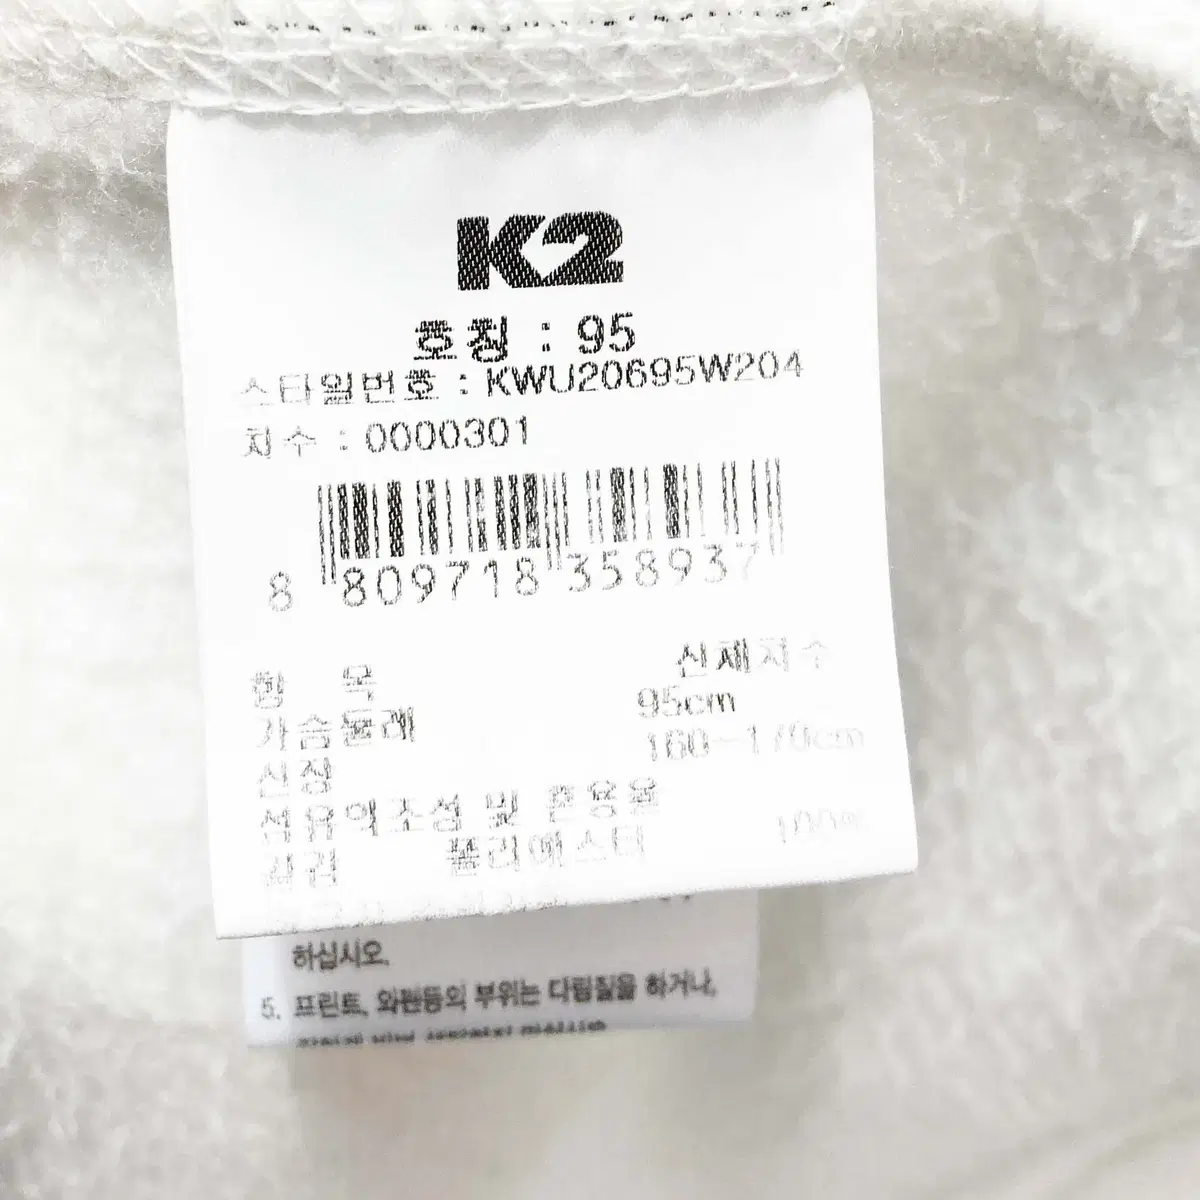 K2
호칭 : 95
스타일번호 : KWU20695W204
치수 : 0000301
8 809718 358937
항 목 신체치수
가슴둘레 95cm
신장 160-170cm
섬유의조성 및 혼용율
겉감 폴리에스터 100%
하십시오.
5. 프린트, 와펜등의 부위는 다림질을 하거나,